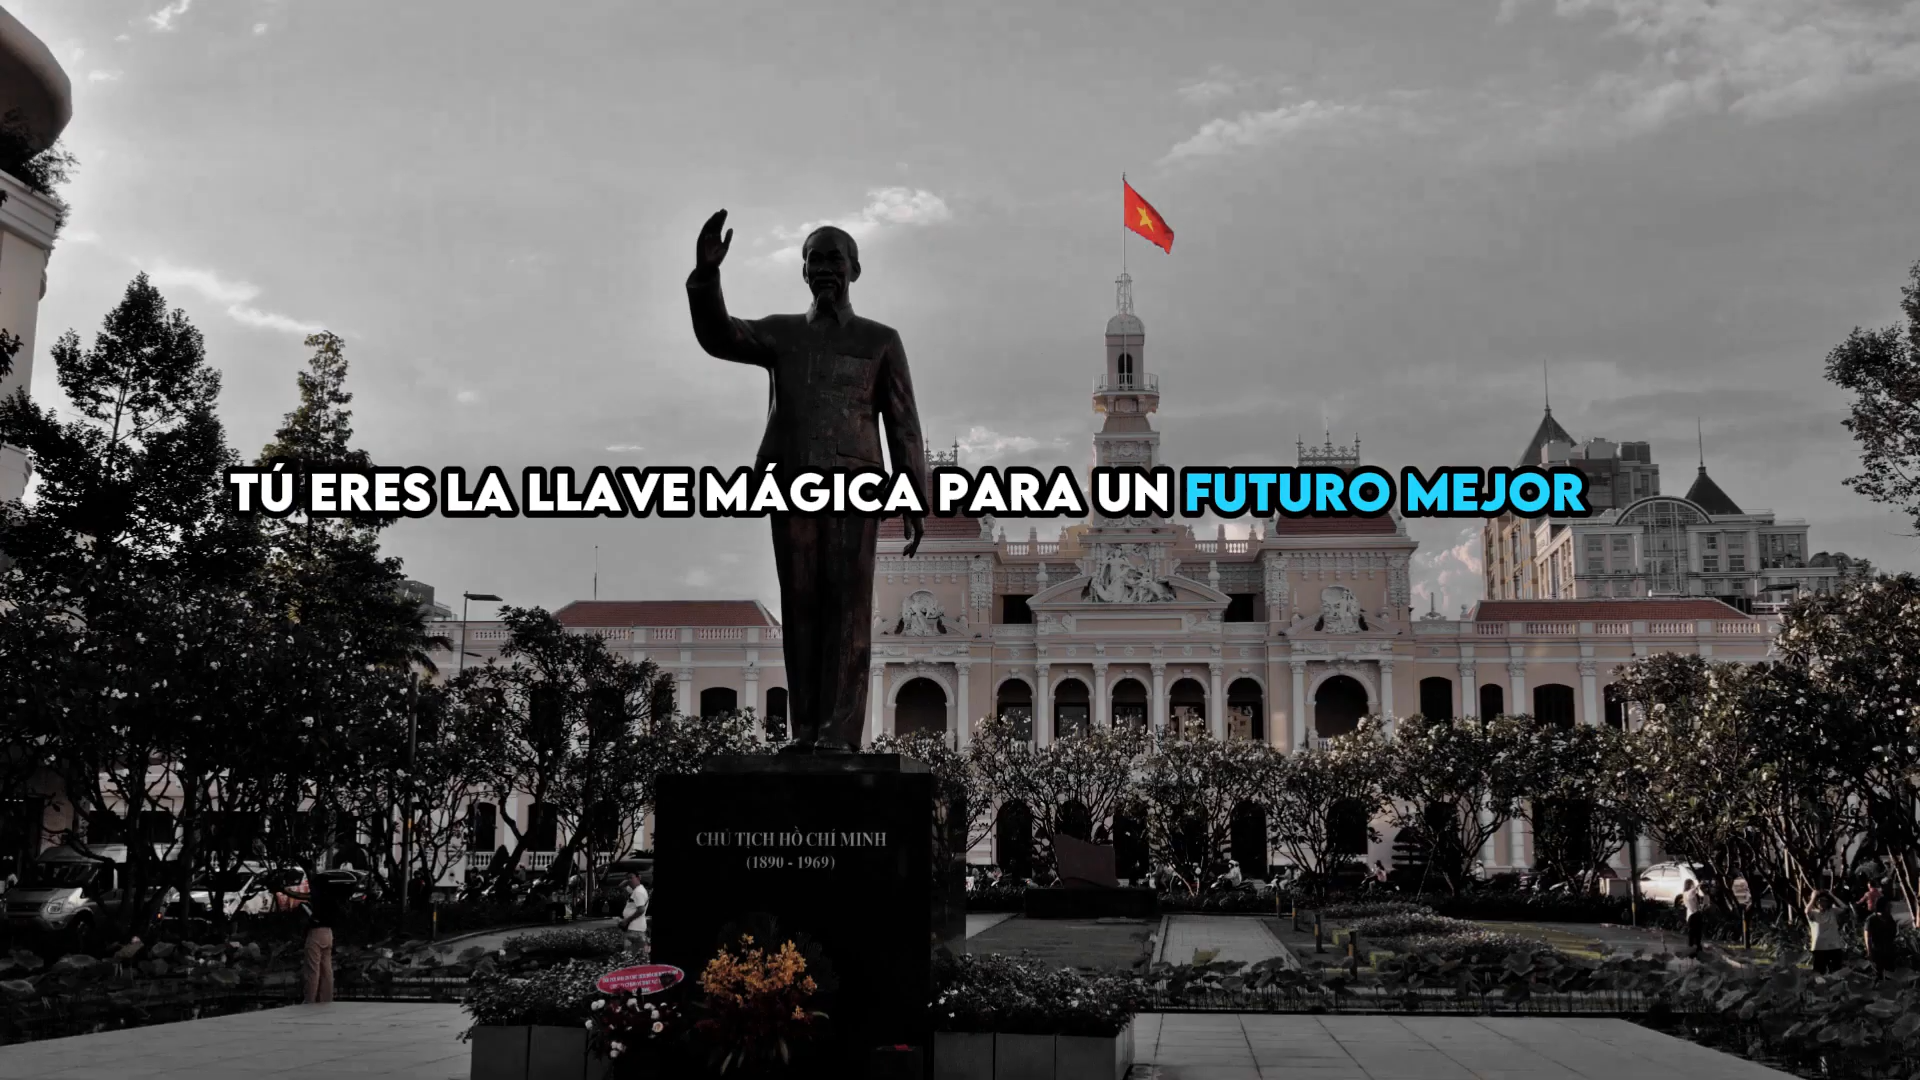 TÚ ERES LA LLAVE MÁGICA PARA UN FUTURO MEJOR
CHỦ TỊCH HỒ CHÍ MINH
(1890 - 1969)